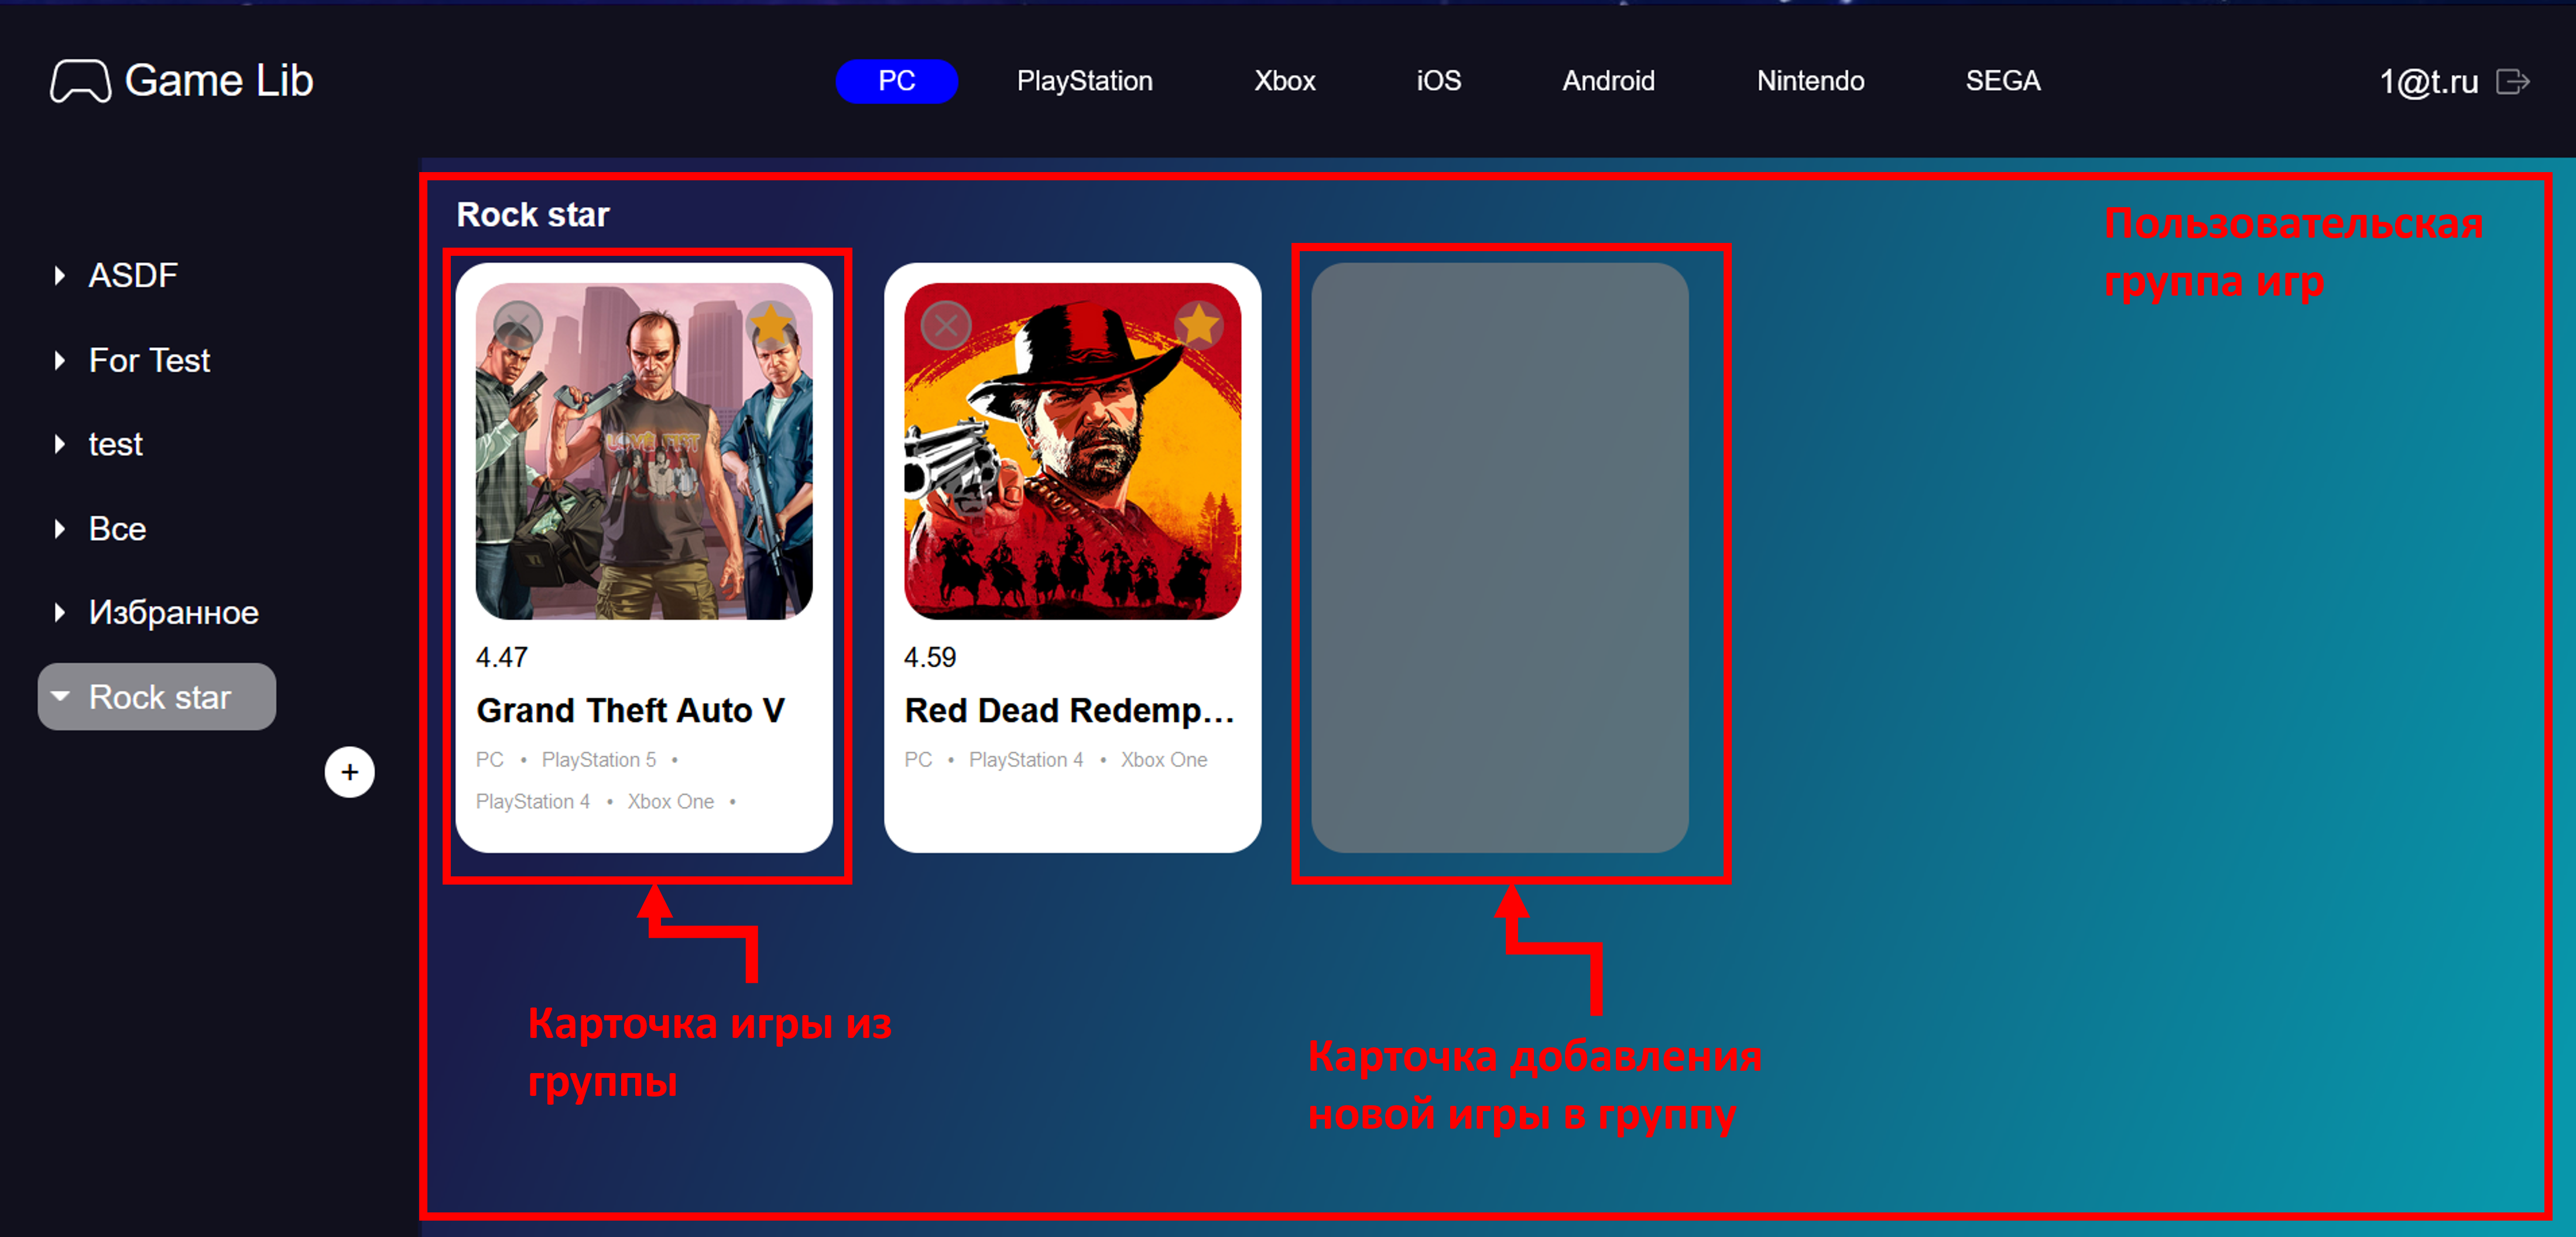 Game Lib
PC
PlayStation
Xbox
iOS
Android
Nintendo
SEGA
1@t.ru
ASDF
For Test
test
Все
Избранное
Rock star
+
Rock star
Пользовательская
группа игр
4.47
Grand Theft Auto V
PC • PlayStation 5 •
PlayStation 4 • Xbox One •
4.59
Red Dead Redemp...
PC • PlayStation 4 • Xbox One
Карточка игры из
группы
Карточка добавления
новой игры в группу